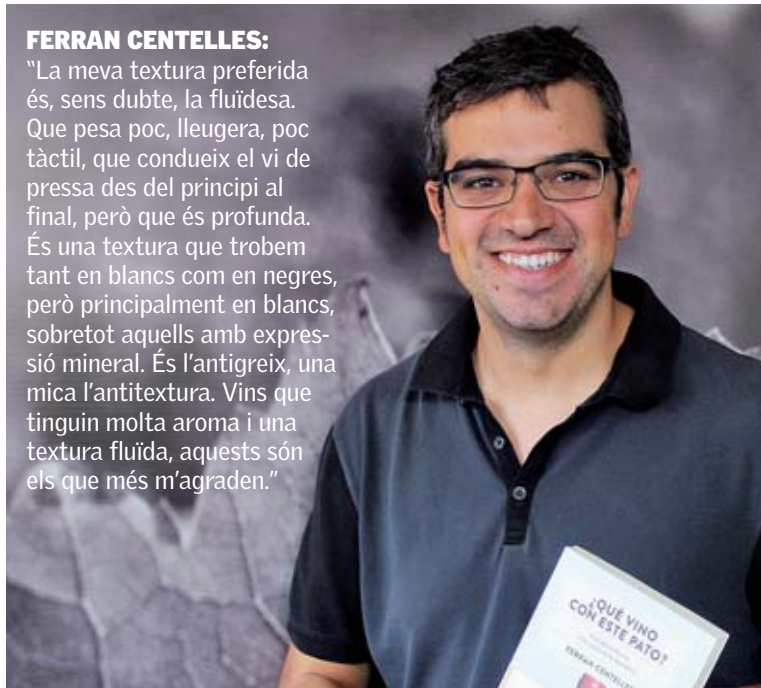 FERRAN CENTELLES:
“La meva textura preferida
és, sens dubte, la fluïdesa.
Que pesa poc, lleugera, poc
tàctil, que condueix el vi de
pressa des del principi al
final, però que és profunda.
És una textura que trobem
tant en blancs com en negres,
però principalment en blancs,
sobretot aquells amb expres-
sió mineral. És l’antigreix, una
mica l’antitextura. Vins que
tinguin molta aroma i una
textura fluïda, aquests són
els que més m’agraden.”
¿QUÉ VINO
CON ESTE PATO?
FERRAN CENTELLES